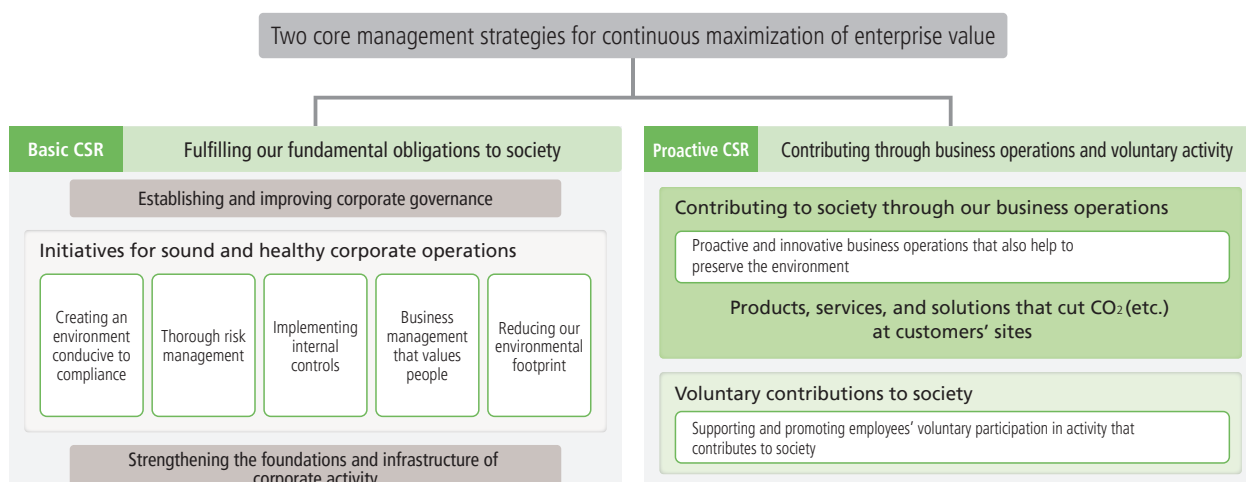 Two core management strategies for continuous maximization of enterprise value
Basic CSR
Fulfilling our fundamental obligations to society
Establishing and improving corporate governance
Initiatives for sound and healthy corporate operations
Creating an
environment
conducive to
compliance
Thorough risk
management
Implementing
internal
controls
Business
management
that values
people
Reducing our
environmental
footprint
Strengthening the foundations and infrastructure of
corporate activity
Proactive CSR
Contributing through business operations and voluntary activity
Contributing to society through our business operations
Proactive and innovative business operations that also help to
preserve the environment
Products, services, and solutions that cut CO₂ (etc.)
at customers’ sites
Voluntary contributions to society
Supporting and promoting employees’ voluntary participation in activity that
contributes to society